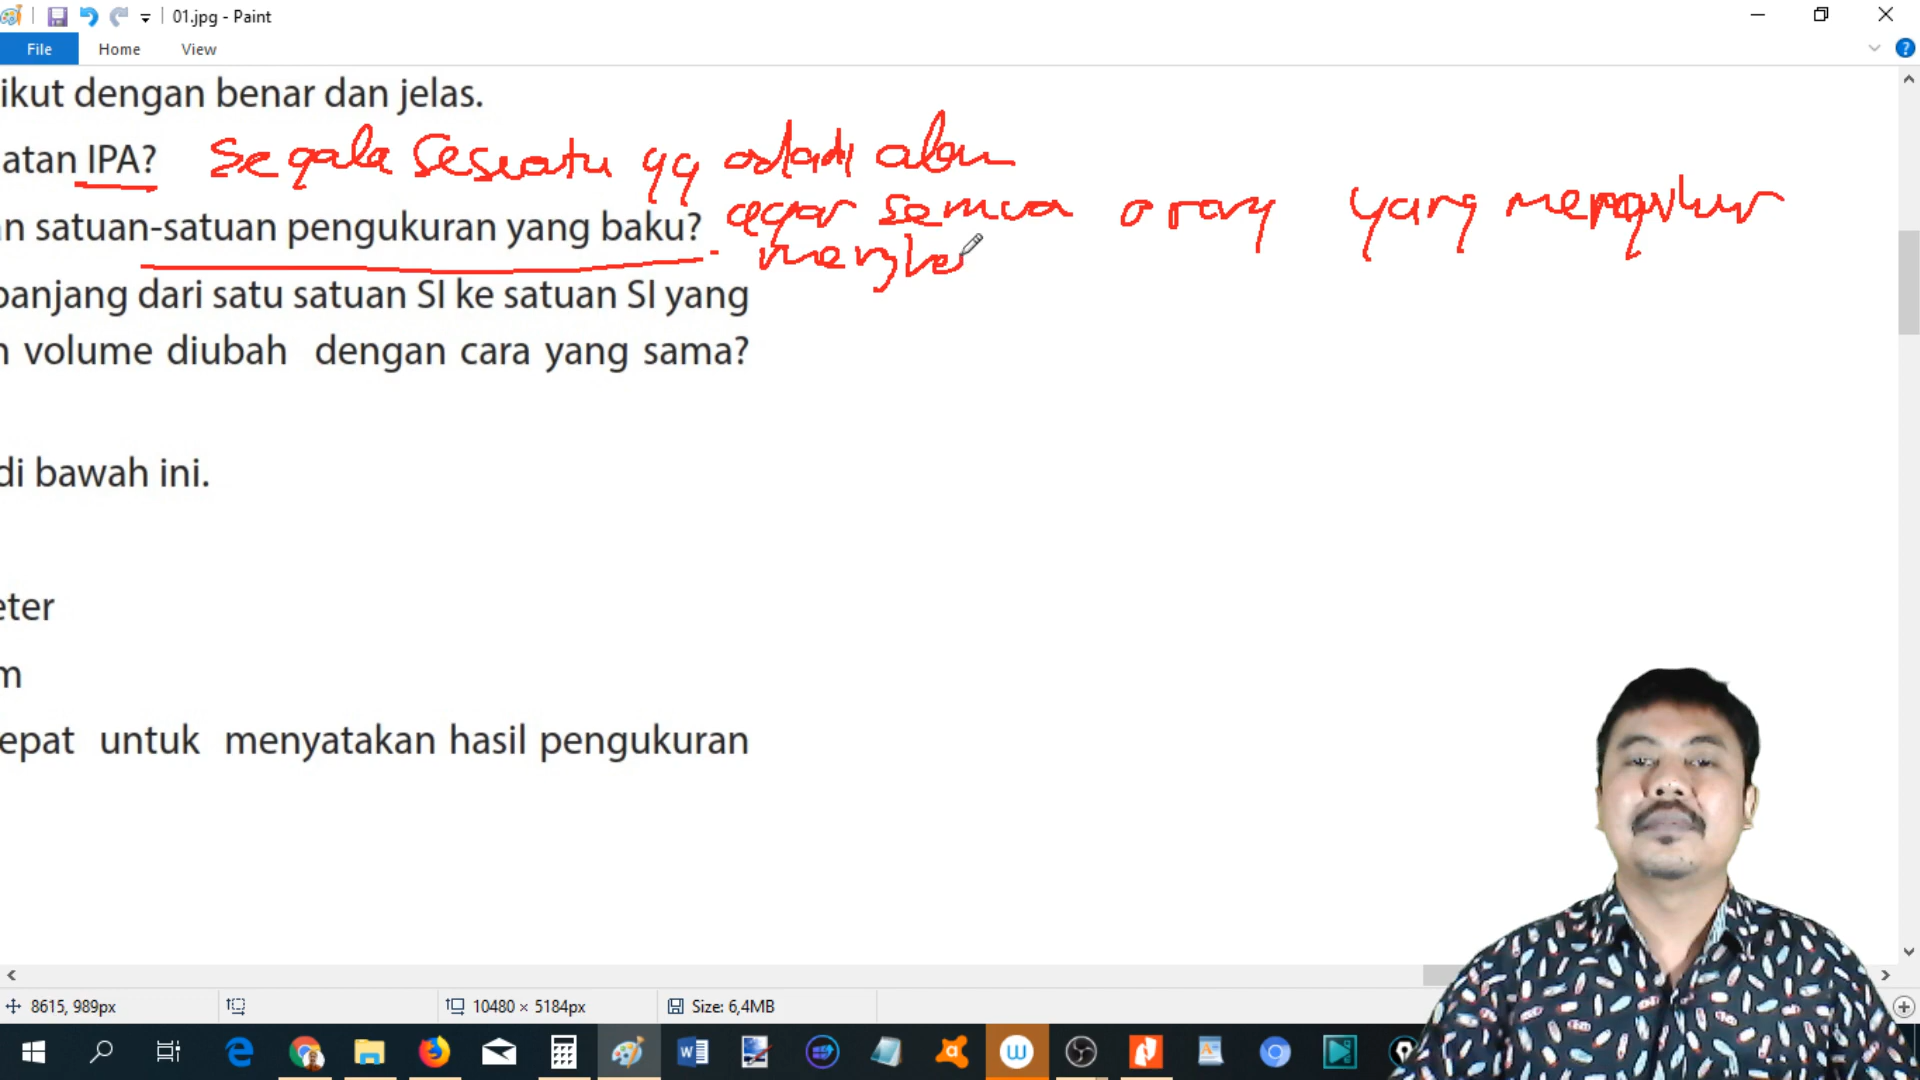 01.jpg - Paint
File Home View
ikut dengan benar dan jelas.
atan IPA? Segala Sesuatu yg adadi alam
an satuan-satuan pengukuran yang baku? agar semua orang yang mengukur
panjang dari satu satuan SI ke satuan SI yang
n volume diubah dengan cara yang sama?
di bawah ini.
eter
m
epat untuk menyatakan hasil pengukuran
8615, 989px 10480 × 5184px Size: 6,4MB